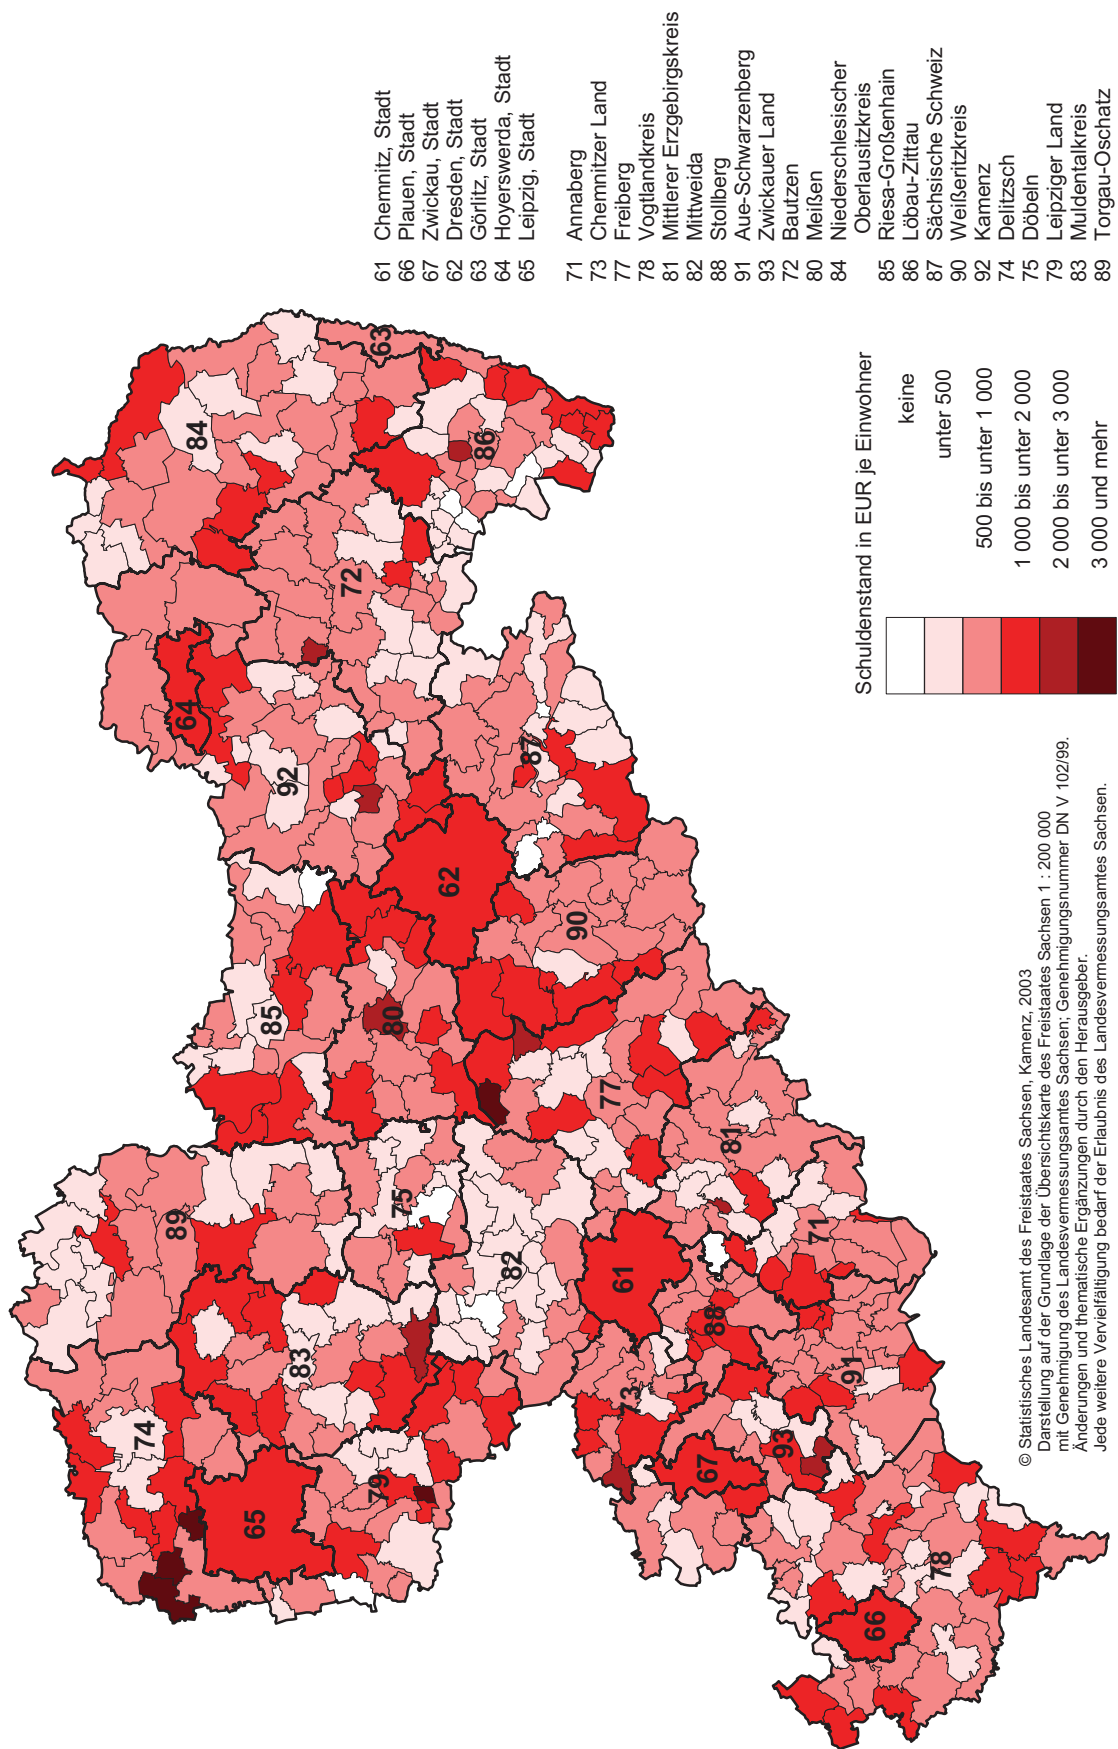 61 Chemnitz, Stadt
66 Plauen, Stadt
67 Zwickau, Stadt
62 Dresden, Stadt
63 Görlitz, Stadt
64 Hoyerswerda, Stadt
65 Leipzig, Stadt
71 Annaberg
73 Chemnitzer Land
77 Freiberg
78 Vogtlandkreis
81 Mittlerer Erzgebirgskreis
82 Mittweida
88 Stollberg
91 Aue-Schwarzenberg
93 Zwickauer Land
72 Bautzen
80 Meißen
84 Niederschlesischer
Oberlausitzkreis
85 Riesa-Großenhain
86 Löbau-Zittau
87 Sächsische Schweiz
90 Weißeritzkreis
92 Kamenz
74 Delitzsch
75 Döbeln
79 Leipziger Land
83 Muldentalkreis
89 Torgau-Oschatz
84
63
86
72
64
92
87
62
90
85
80
77
81
89
75
82
71
61
88
83
73
91
74
79
67
93
65
78
66
Schuldenstand in EUR je Einwohner
keine
unter 500
500 bis unter 1 000
1 000 bis unter 2 000
2 000 bis unter 3 000
3 000 und mehr
© Statistisches Landesamt des Freistaates Sachsen, Kamenz, 2003
Darstellung auf der Grundlage der Übersichtskarte des Freistaates Sachsen 1 : 200 000
mit Genehmigung des Landesvermessungsamtes Sachsen; Genehmigungsnummer DN V 102/99.
Änderungen und thematische Ergänzungen durch den Herausgeber.
Jede weitere Vervielfältigung bedarf der Erlaubnis des Landesvermessungsamtes Sachsen.